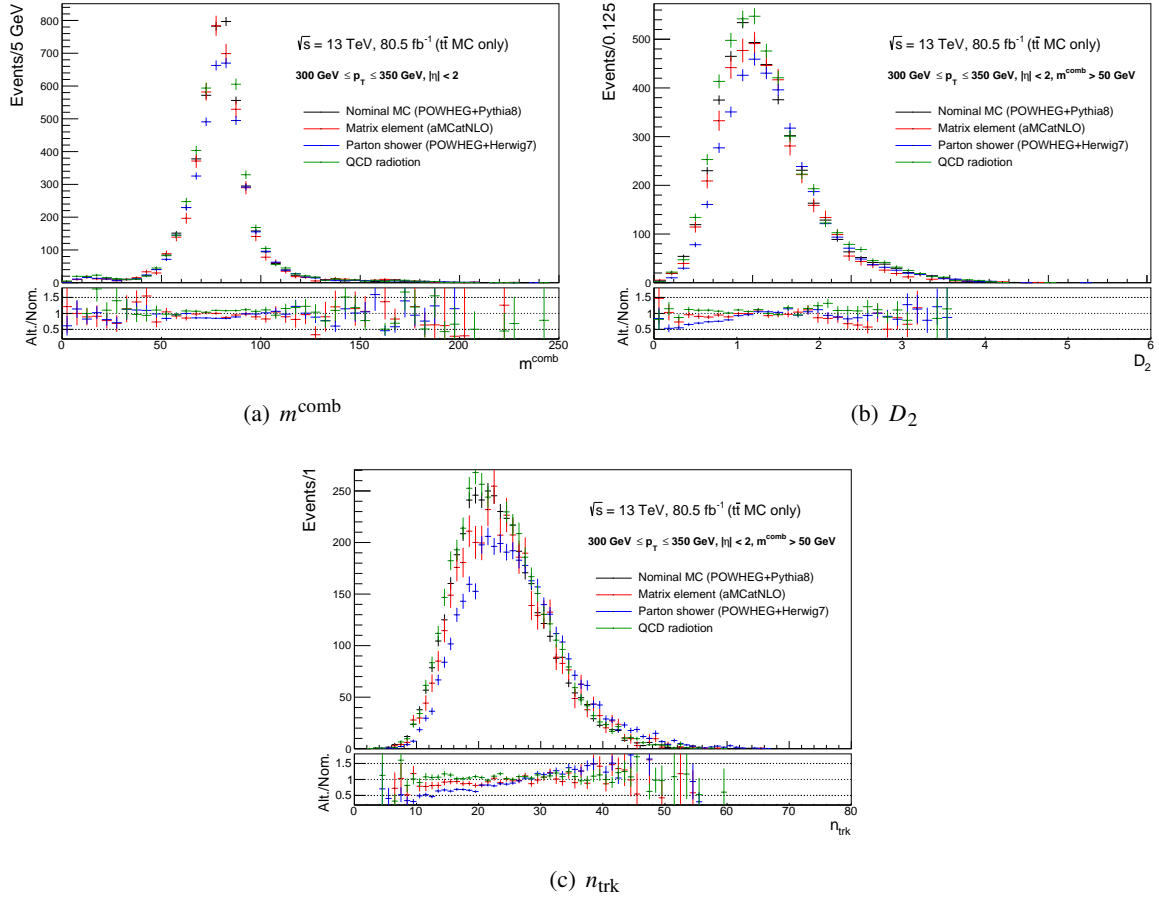 Events/5 GeV
800
700
600
500
400
300
200
100
0
√s = 13 TeV, 80.5 fb⁻¹ (tt̄ MC only)
300 GeV ≤ p_T ≤ 350 GeV, |η| < 2
Nominal MC (POWHEG+Pythia8)
Matrix element (aMCatNLO)
Parton shower (POWHEG+Herwig7)
QCD radiotion
Alt./Nom.
1.5
1
0.5
0 50 100 150 200 250
m^comb
(a) m^comb
Events/0.125
500
400
300
200
100
0
√s = 13 TeV, 80.5 fb⁻¹ (tt̄ MC only)
300 GeV ≤ p_T ≤ 350 GeV, |η| < 2, m^comb > 50 GeV
Nominal MC (POWHEG+Pythia8)
Matrix element (aMCatNLO)
Parton shower (POWHEG+Herwig7)
QCD radiotion
Alt./Nom.
1.5
1
0.5
0 1 2 3 4 5 6
D_2
(b) D_2
Events/1
250
200
150
100
50
0
√s = 13 TeV, 80.5 fb⁻¹ (tt̄ MC only)
300 GeV ≤ p_T ≤ 350 GeV, |η| < 2, m^comb > 50 GeV
Nominal MC (POWHEG+Pythia8)
Matrix element (aMCatNLO)
Parton shower (POWHEG+Herwig7)
QCD radiotion
Alt./Nom.
1.5
1
0.5
0 10 20 30 40 50 60 70 80
n_trk
(c) n_trk